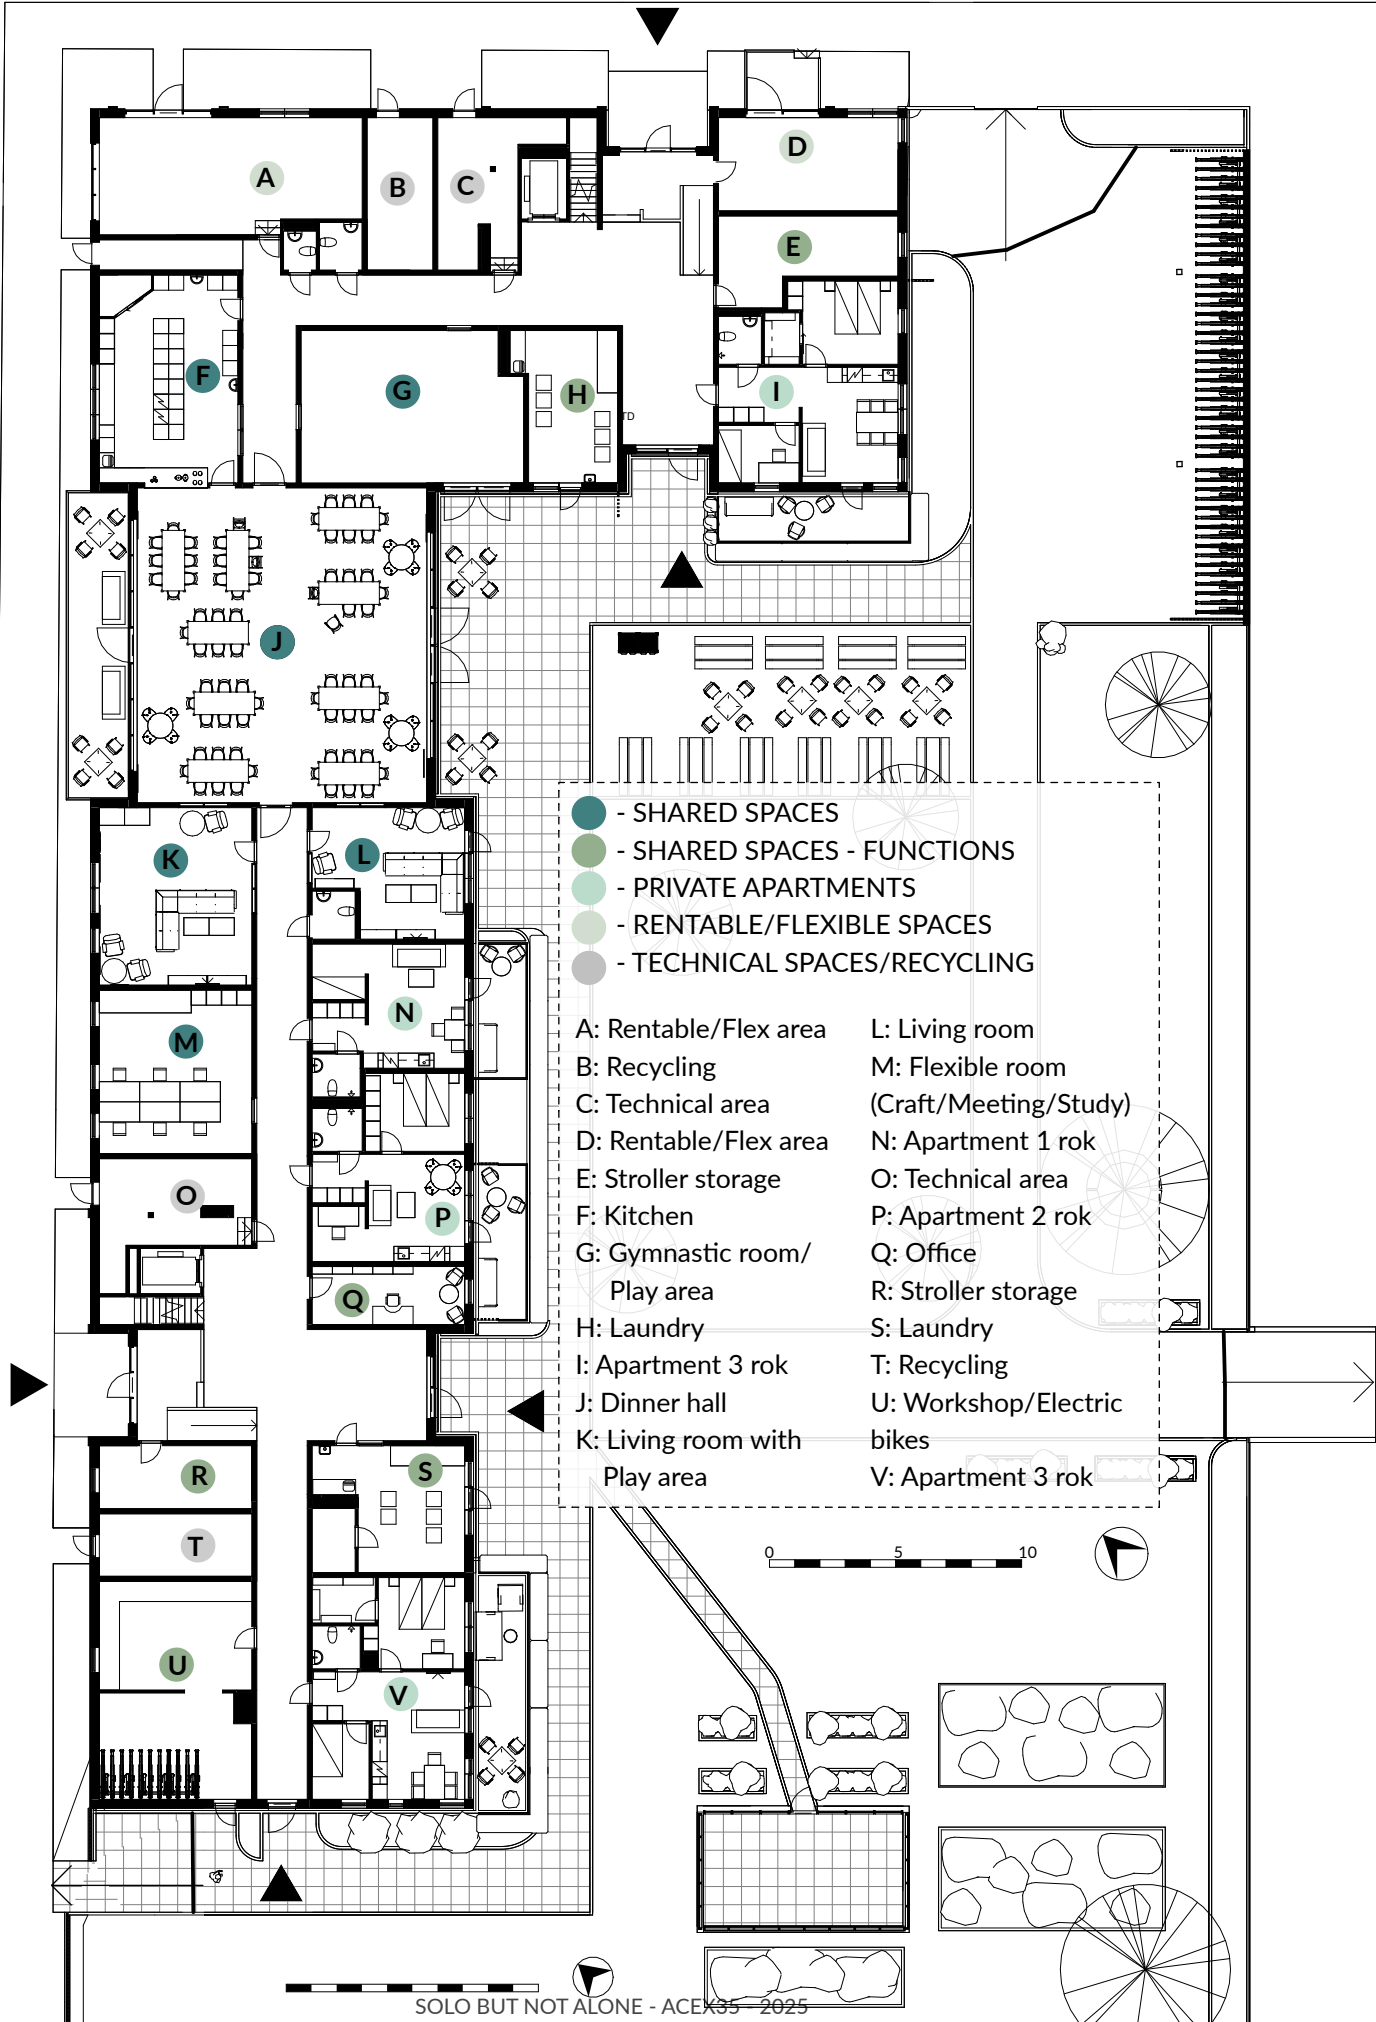 A
B
C
D
E
F
G
H
TD
I
J
K
L
- SHARED SPACES
- SHARED SPACES - FUNCTIONS
- PRIVATE APARTMENTS
- RENTABLE/FLEXIBLE SPACES
- TECHNICAL SPACES/RECYCLING
A: Rentable/Flex area
B: Recycling
C: Technical area
D: Rentable/Flex area
E: Stroller storage
F: Kitchen
G: Gymnastic room/
Play area
H: Laundry
I: Apartment 3 rok
J: Dinner hall
K: Living room with
Play area
L: Living room
M: Flexible room
(Craft/Meeting/Study)
N: Apartment 1 rok
O: Technical area
P: Apartment 2 rok
Q: Office
R: Stroller storage
S: Laundry
T: Recycling
U: Workshop/Electric
bikes
V: Apartment 3 rok
N
M
O
P
Q
R
S
T
U
V
0 5 10
SOLO BUT NOT ALONE - ACEX35 - 2025